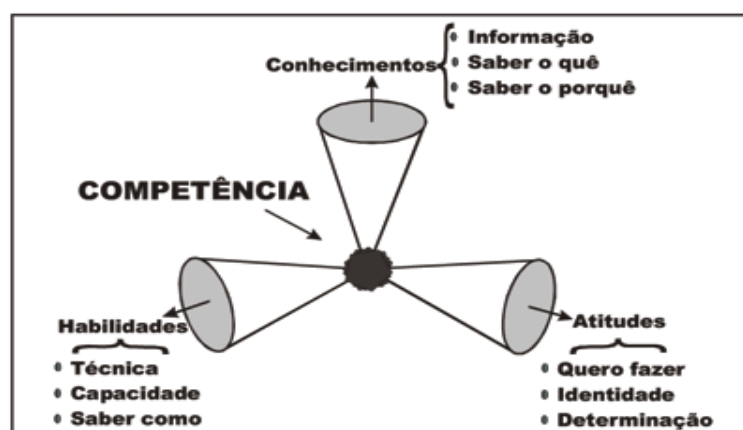 Conhecimentos
• Informação
• Saber o quê
• Saber o porquê
COMPETÊNCIA
Habilidades
• Técnica
• Capacidade
• Saber como
Atitudes
• Quero fazer
• Identidade
• Determinação